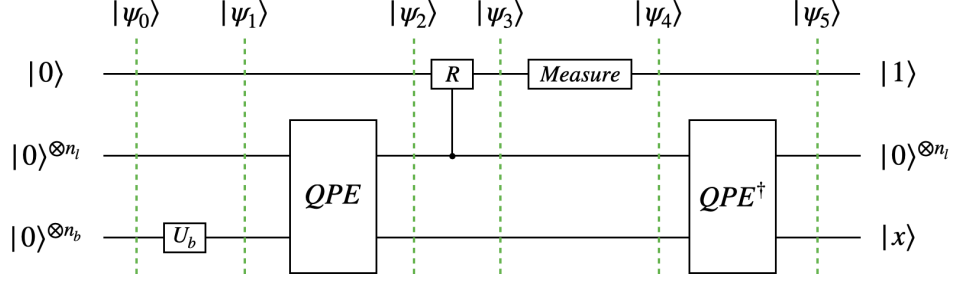 |ψ₀⟩ |ψ₁⟩ |ψ₂⟩ |ψ₃⟩ |ψ₄⟩ |ψ₅⟩
|0⟩ R Measure |1⟩
|0⟩^{⊗n_l} |0⟩^{⊗n_l}
QPE QPE†
|0⟩^{⊗n_b} U_b |x⟩